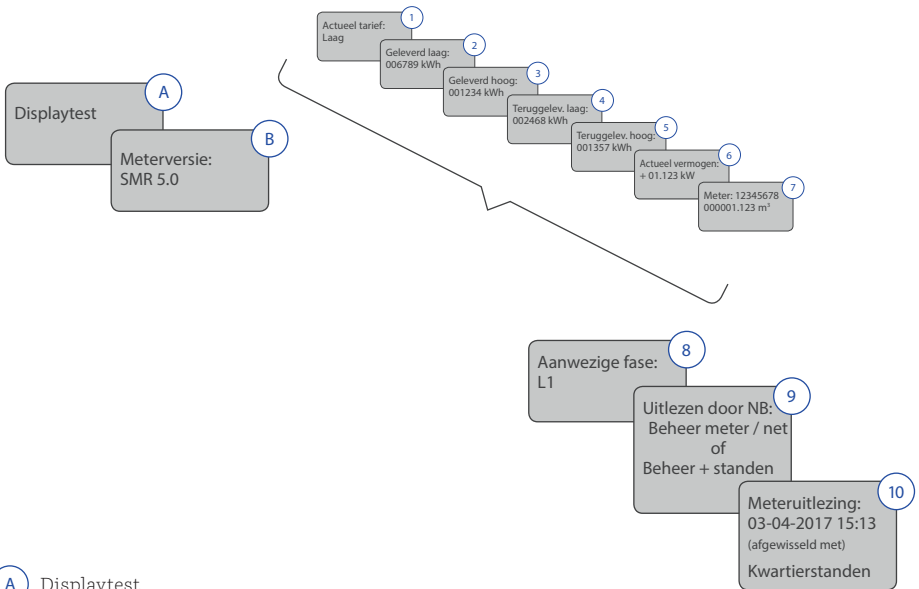 A
Displaytest
B
Meterversie:
SMR 5.0
1
Actueel tarief:
Laag
2
Geleverd laag:
006789 kWh
3
Geleverd hoog:
001234 kWh
4
Teruggelev. laag:
002468 kWh
5
Teruggelev. hoog:
001357 kWh
6
Actueel vermogen:
+ 01.123 kW
7
Meter: 12345678
000001.123 m³
8
Aanwezige fase:
L1
9
Uitlezen door NB:
Beheer meter / net
of
Beheer + standen
10
Meteruitlezing:
03-04-2017 15:13
(afgewisseld met)
Kwartierstanden
A Displaytest